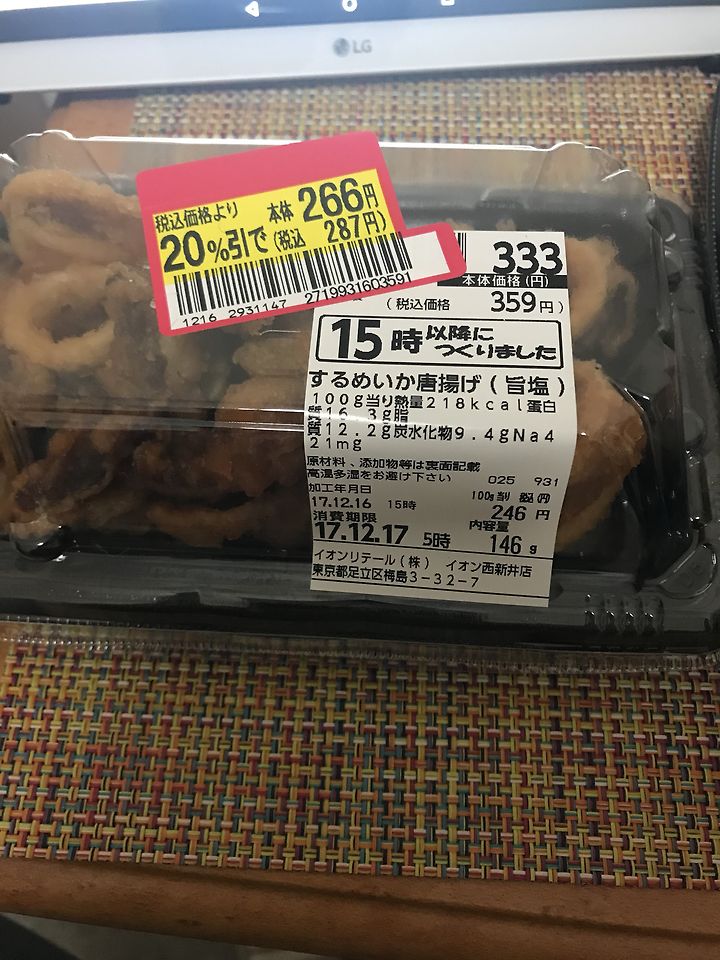 LG
税込価格より 本体 266円
20%引で (税込 287円)
1216 2931147 2719931603591
333
本体価格(円)
(税込価格 359円)
15時以降につくりました
するめいか唐揚げ(旨塩)
100g当り熱量218kcal蛋白
質16.3g脂
質12.2g炭水化物9.4gNa4
21mg
原材料、添加物等は裏面記載
高温多湿をお避け下さい 025 931
加工年月日 100g当り 税込(円)
17.12.16 15時 246円
消費期限 内容量
17.12.17 5時 146g
イオンリテール(株) イオン西新井店
東京都足立区梅島3-32-7